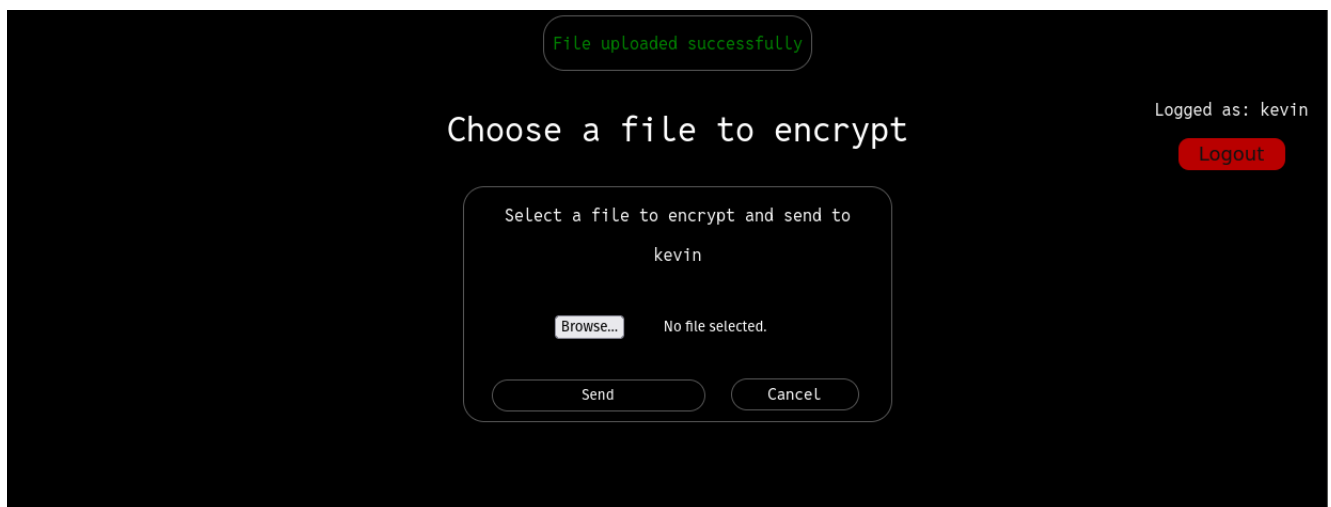 File uploaded successfully
Logged as: kevin
Choose a file to encrypt
Logout
Select a file to encrypt and send to
kevin
Browse... No file selected.
Send Cancel